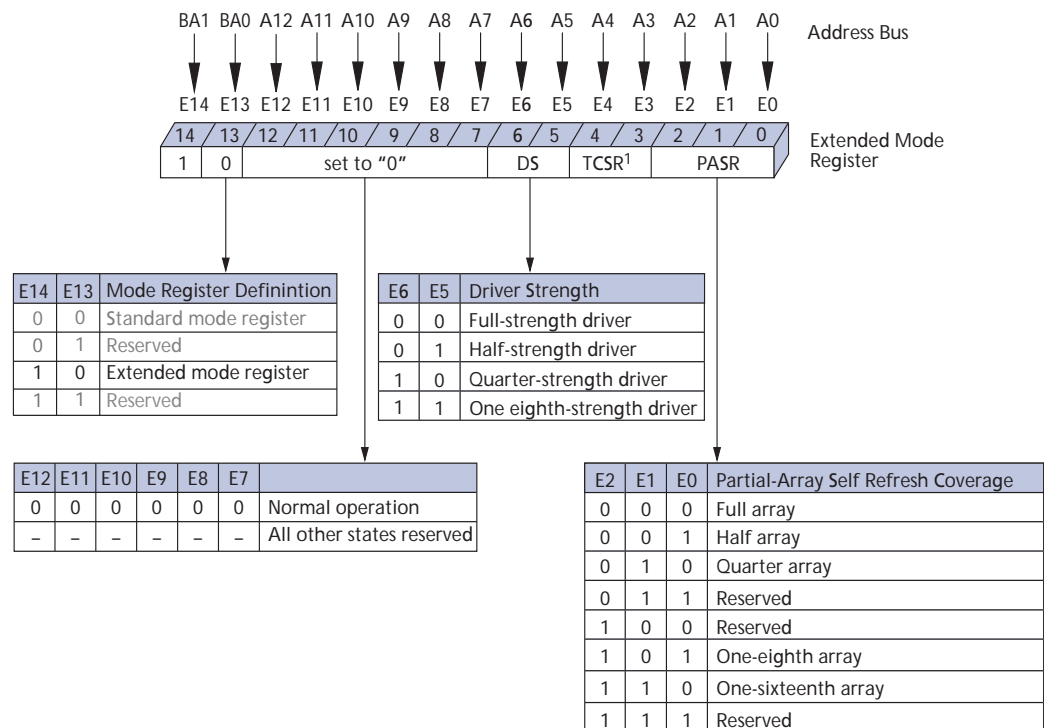 BA1 BA0 A12 A11 A10 A9 A8 A7 A6 A5 A4 A3 A2 A1 A0
Address Bus
E14 E13 E12 E11 E10 E9 E8 E7 E6 E5 E4 E3 E2 E1 E0
14 13 12 11 10 9 8 7 6 5 4 3 2 1 0
Extended Mode
Register
1 0 set to “0” DS TCSR1 PASR
E14 E13 Mode Register Definintion
0 0 Standard mode register
0 1 Reserved
1 0 Extended mode register
1 1 Reserved
E6 E5 Driver Strength
0 0 Full-strength driver
0 1 Half-strength driver
1 0 Quarter-strength driver
1 1 One eighth-strength driver
E12 E11 E10 E9 E8 E7
0 0 0 0 0 0 Normal operation
– – – – – – All other states reserved
E2 E1 E0 Partial-Array Self Refresh Coverage
0 0 0 Full array
0 0 1 Half array
0 1 0 Quarter array
0 1 1 Reserved
1 0 0 Reserved
1 0 1 One-eighth array
1 1 0 One-sixteenth array
1 1 1 Reserved